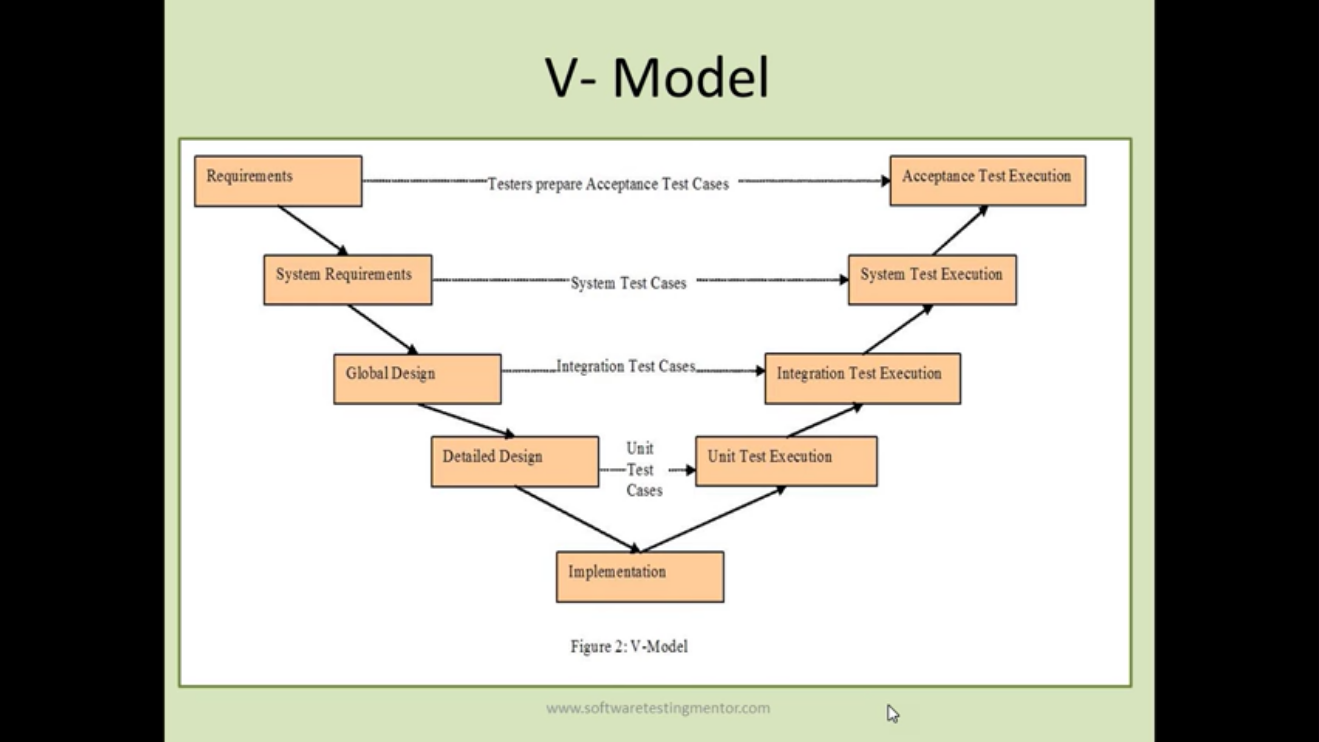 V- Model
Requirements
Testers prepare Acceptance Test Cases
Acceptance Test Execution
System Requirements
System Test Cases
System Test Execution
Global Design
Integration Test Cases
Integration Test Execution
Detailed Design
Unit
Test
Cases
Unit Test Execution
Implementation
Figure 2: V-Model
www.softwaretestingmentor.com